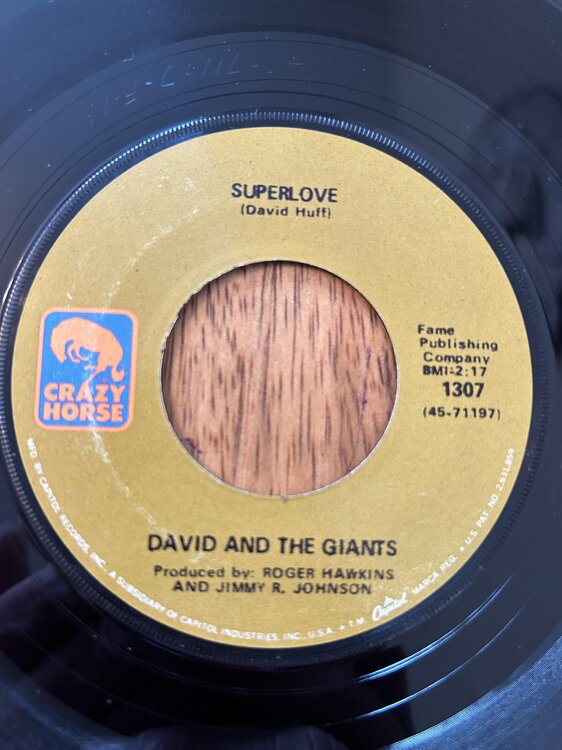 SUPERLOVE
(David Huff)
CRAZY
HORSE
Fame
Publishing
Company
BMI-2:17
1307
(45-71197)
DAVID AND THE GIANTS
Produced by: ROGER HAWKINS
AND JIMMY R. JOHNSON
MFD. BY CAPITOL RECORDS, INC., A SUBSIDIARY OF CAPITOL INDUSTRIES, INC., U.S.A. • T.M. Capitol MARCA REG. • U.S. PAT. NO. 2,631,859